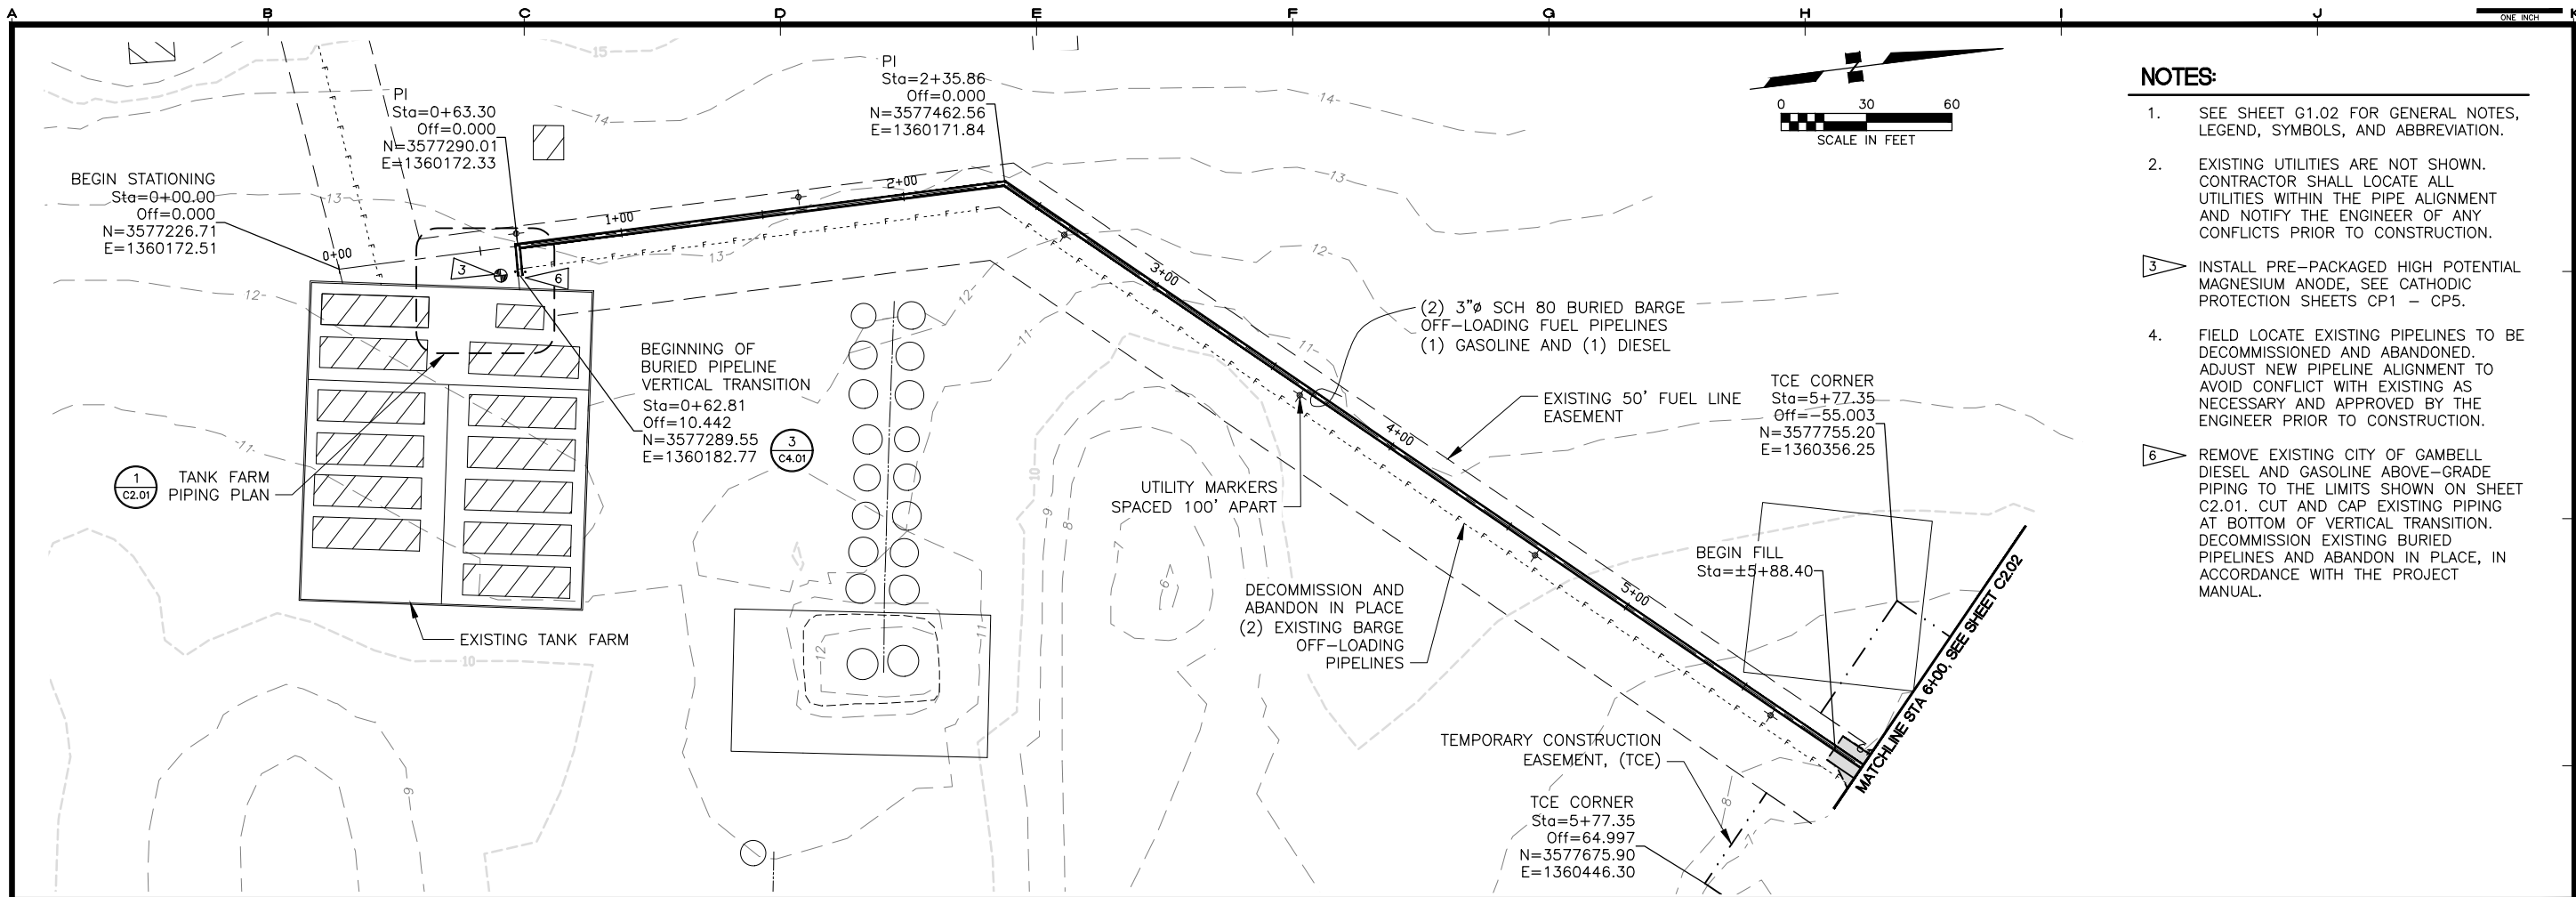 A B C D E F G H I J K
ONE INCH
PI
Sta=0+63.30
Off=0.000
N=3577290.01
E=1360172.33
BEGIN STATIONING
Sta=0+00.00
Off=0.000
N=3577226.71
E=1360172.51
PI
Sta=2+35.86
Off=0.000
N=3577462.56
E=1360171.84
Z
0 30 60
SCALE IN FEET
15
14
14
13
13
13
12
12
12
11
11
11
11
12
10
10
9
9
8
7
6
8
7
0+00
1+00
2+00
3+00
4+00
5+00
3
6
BEGINNING OF
BURIED PIPELINE
VERTICAL TRANSITION
Sta=0+62.81
Off=10.442
N=3577289.55
E=1360182.77
3
C4.01
1
C2.01
TANK FARM
PIPING PLAN
EXISTING TANK FARM
(2) 3"ø SCH 80 BURIED BARGE
OFF-LOADING FUEL PIPELINES
(1) GASOLINE AND (1) DIESEL
EXISTING 50' FUEL LINE
EASEMENT
TCE CORNER
Sta=5+77.35
Off=-55.003
N=3577755.20
E=1360356.25
UTILITY MARKERS
SPACED 100' APART
BEGIN FILL
Sta=±5+88.40
DECOMMISSION AND
ABANDON IN PLACE
(2) EXISTING BARGE
OFF-LOADING
PIPELINES
TEMPORARY CONSTRUCTION
EASEMENT, (TCE)
TCE CORNER
Sta=5+77.35
Off=64.997
N=3577675.90
E=1360446.30
MATCHLINE STA 6+00, SEE SHEET C2.02
NOTES:
1. SEE SHEET G1.02 FOR GENERAL NOTES,
LEGEND, SYMBOLS, AND ABBREVIATION.
2. EXISTING UTILITIES ARE NOT SHOWN.
CONTRACTOR SHALL LOCATE ALL
UTILITIES WITHIN THE PIPE ALIGNMENT
AND NOTIFY THE ENGINEER OF ANY
CONFLICTS PRIOR TO CONSTRUCTION.
3 INSTALL PRE-PACKAGED HIGH POTENTIAL
MAGNESIUM ANODE, SEE CATHODIC
PROTECTION SHEETS CP1 - CP5.
4. FIELD LOCATE EXISTING PIPELINES TO BE
DECOMMISSIONED AND ABANDONED.
ADJUST NEW PIPELINE ALIGNMENT TO
AVOID CONFLICT WITH EXISTING AS
NECESSARY AND APPROVED BY THE
ENGINEER PRIOR TO CONSTRUCTION.
6 REMOVE EXISTING CITY OF GAMBELL
DIESEL AND GASOLINE ABOVE-GRADE
PIPING TO THE LIMITS SHOWN ON SHEET
C2.01. CUT AND CAP EXISTING PIPING
AT BOTTOM OF VERTICAL TRANSITION.
DECOMMISSION EXISTING BURIED
PIPELINES AND ABANDON IN PLACE, IN
ACCORDANCE WITH THE PROJECT
MANUAL.